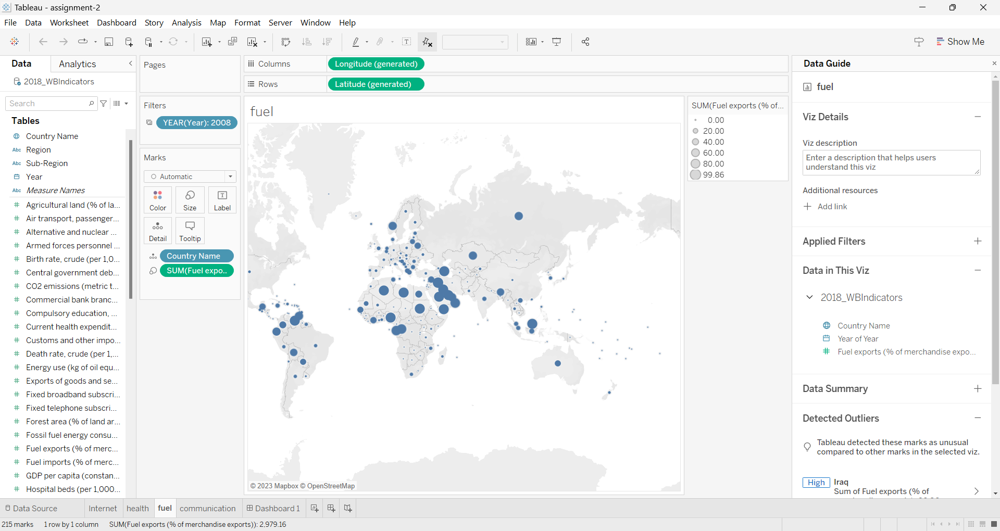 Tableau - assignment-2
File Data Worksheet Dashboard Story Analysis Map Format Server Window Help
Show Me
Data Analytics
2018_WBIndicators
Search
Tables
Country Name
Abc Region
Abc Sub-Region
Year
Abc Measure Names
Agricultural land (% of la...
Air transport, passenger...
Alternative and nuclear ...
Armed forces personnel ...
Birth rate, crude (per 1,0...
Central government deb...
CO2 emissions (metric t...
Commercial bank branc...
Compulsory education, ...
Current health expendit...
Customs and other impo...
Death rate, crude (per 1,...
Energy use (kg of oil equ...
Exports of goods and se...
Fixed broadband subscri...
Fixed telephone subscri...
Forest area (% of land ar...
Fossil fuel energy consu...
Fuel exports (% of merc...
Fuel imports (% of merc...
GDP per capita (constan...
Hospital beds (per 1,000...
Pages
Filters
YEAR(Year): 2008
Marks
Automatic
Color Size Label
Detail Tooltip
Country Name
SUM(Fuel expo..
Columns Longitude (generated)
Rows Latitude (generated)
fuel
© 2023 Mapbox © OpenStreetMap
SUM(Fuel exports (% of...
0.00
20.00
40.00
60.00
80.00
99.86
Data Guide
fuel
Viz Details
Viz description
Enter a description that helps users
understand this viz
Additional resources
Add link
Applied Filters
Data in This Viz
2018_WBIndicators
Country Name
Year of Year
Fuel exports (% of merchandise expo...
Data Summary
Detected Outliers
Tableau detected these marks as unusual
compared to other marks in the selected viz.
High Iraq
Sum of Fuel exports (% of
Data Source Internet health fuel communication Dashboard 1
215 marks 1 row by 1 column SUM(Fuel exports (% of merchandise exports)): 2,979.16